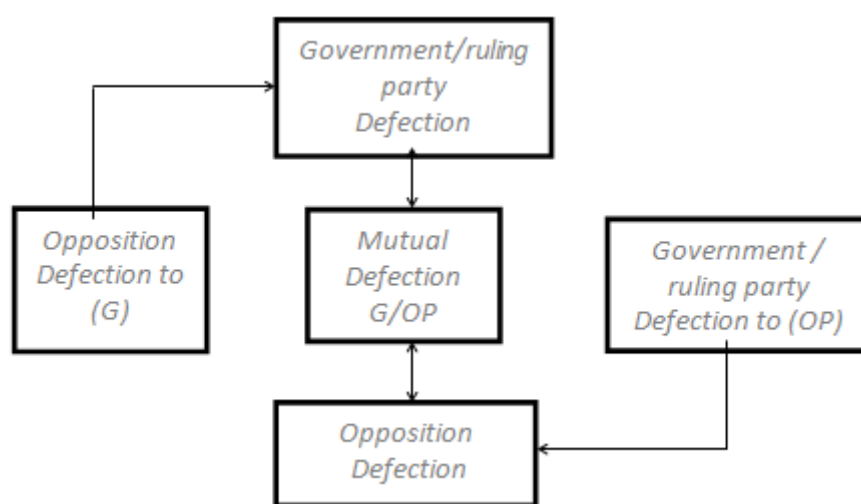 Government/ruling
party
Defection
Opposition
Defection to
(G)
Mutual
Defection
G/OP
Government /
ruling party
Defection to (OP)
Opposition
Defection